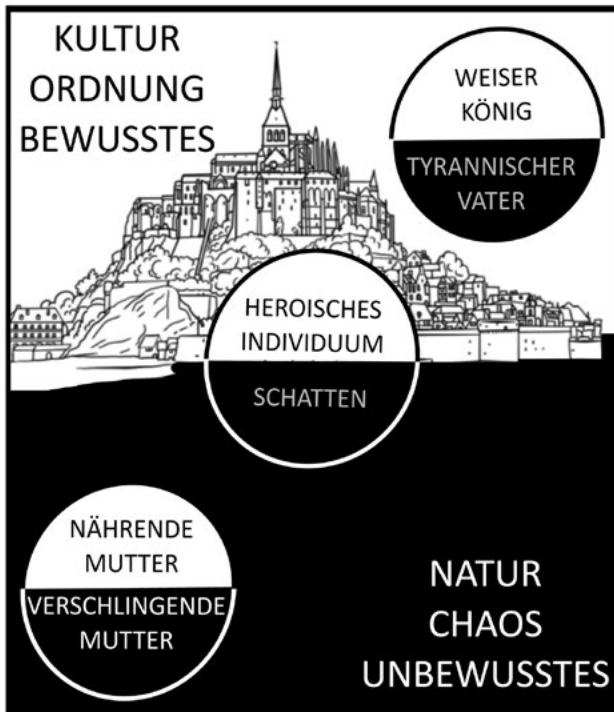 KULTUR
ORDNUNG
BEWUSSTES
WEISER
KÖNIG
TYRANNISCHER
VATER
HEROISCHES
INDIVIDUUM
SCHATTEN
NÄHRENDE
MUTTER
VERSCHLINGENDE
MUTTER
NATUR
CHAOS
UNBEWUSSTES